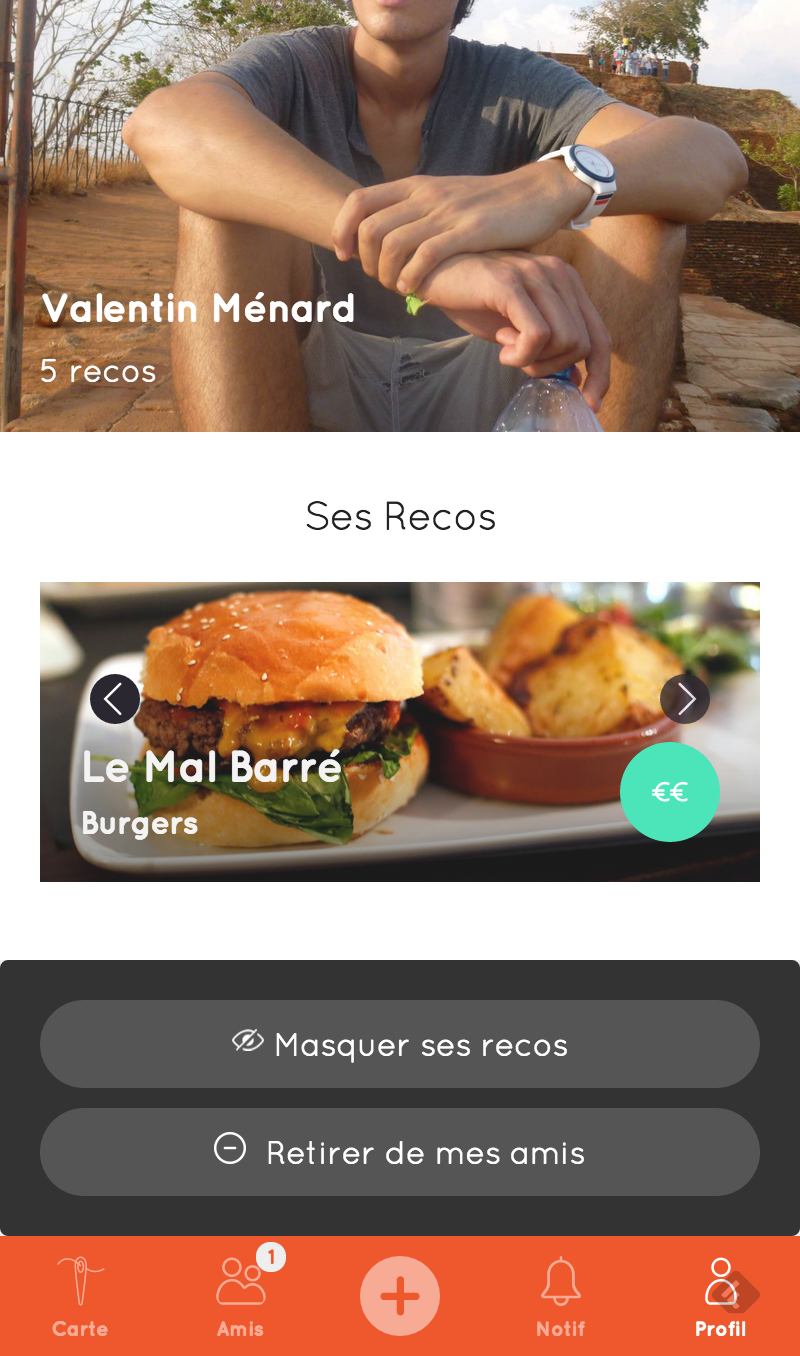 Valentin Ménard
5 recos
Ses Recos
Le Mal Barré
€€
Burgers
Masquer ses recos
Retirer de mes amis
1
Carte
Amis
Notif
Profil